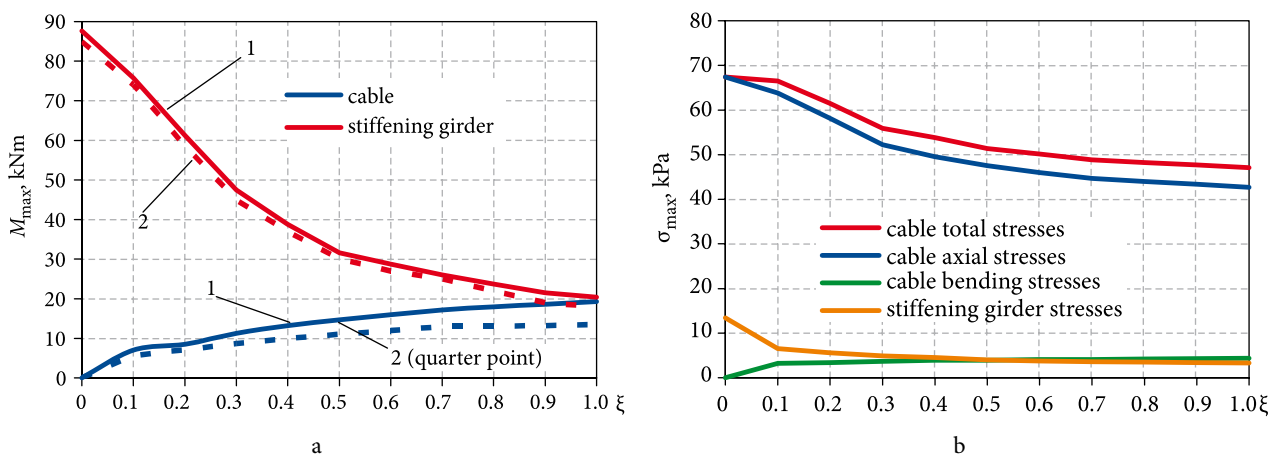 M_max, kNm
90
80
70
60
50
40
30
20
10
0
1
2
cable
stiffening girder
1
2 (quarter point)
0 0.1 0.2 0.3 0.4 0.5 0.6 0.7 0.8 0.9 1.0 ξ
a
σ_max, kPa
80
70
60
50
40
30
20
10
0
cable total stresses
cable axial stresses
cable bending stresses
stiffening girder stresses
0 0.1 0.2 0.3 0.4 0.5 0.6 0.7 0.8 0.9 1.0 ξ
b